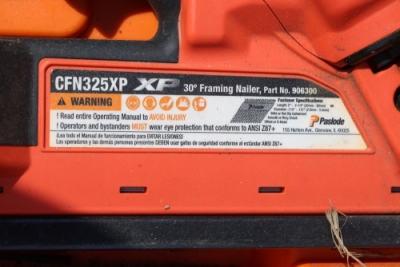 CFN325XP XP 30° Framing Nailer, Part No. 906300
WARNING
! Read entire Operating Manual to AVOID INJURY
! Operators and bystanders MUST wear eye protection that conforms to ANSI Z87+
¡Lea todo el Manual de funcionamiento para EVITAR LESIONES!
Los operadores y las demás personas presentes DEBEN usar gafas de seguridad conforme al estándar ANSI Z87+
Fastener Specifications:
Paslode